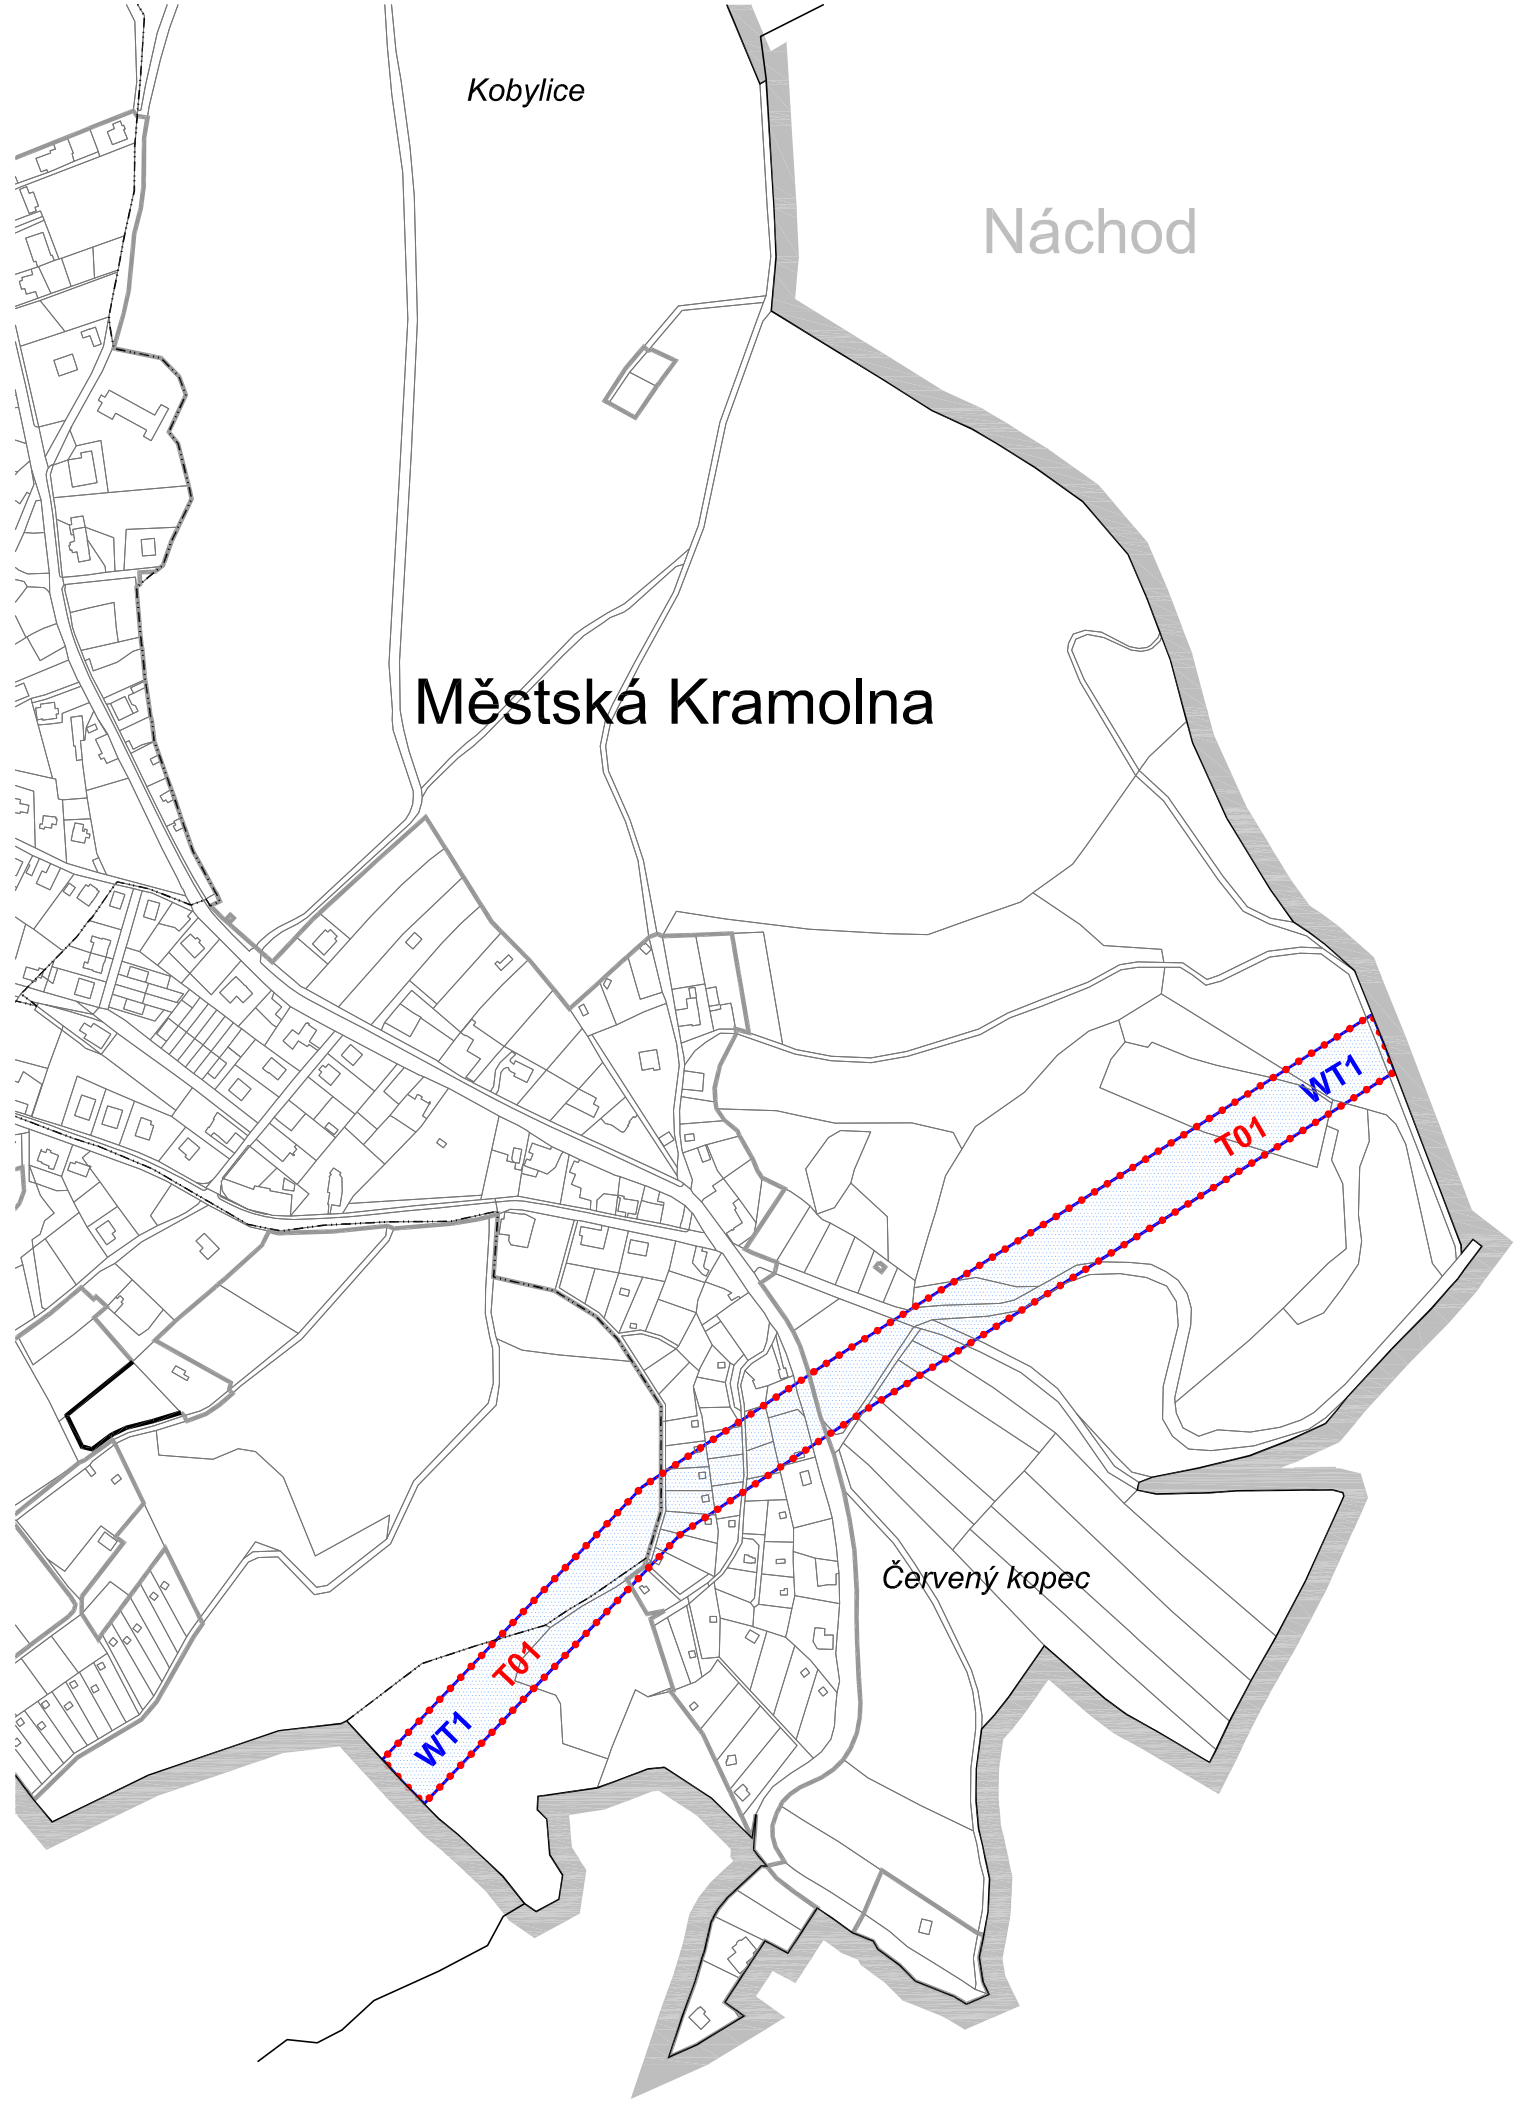 Kobylice
Náchod
Městská Kramolna
WT1
T01
Červený kopec
T01
WT1